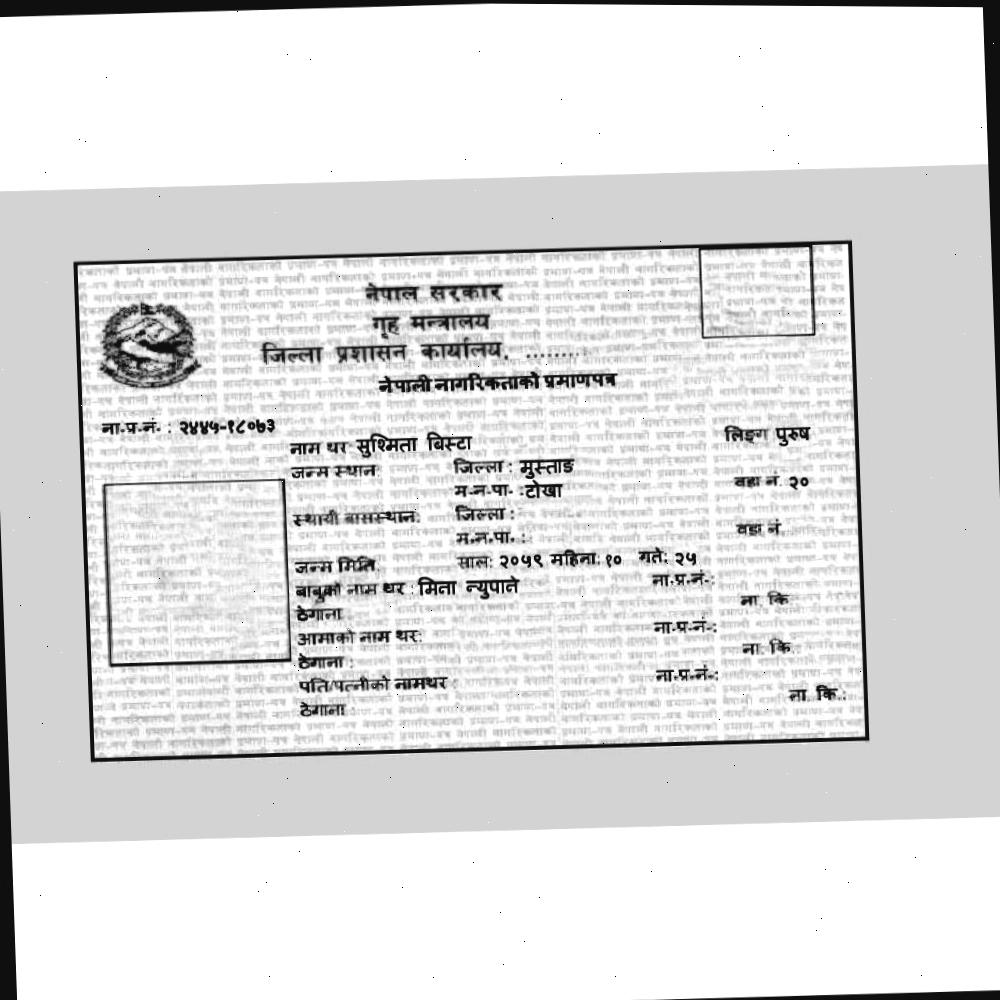 नेपाल सरकार
गृह मन्त्रालय
जिल्ला प्रशासन कार्यालय, ........
नेपाली नागरिकताको प्रमाणपत्र
ना.प्र.नं. : २४४५-१८०७३
नाम थर सुश्मिता बिस्टा लिङ्ग पुरुष
जन्म स्थान: जिल्ला : मुस्ताङ
म.न.पा. :टोखा वडा नं. २०
स्थायी बासस्थान: जिल्ला :
म.न.पा. : वडा नं.
जन्म मिति: साल: २०५९ महिना: १० गते: २५
बाबुको नाम थर : मिता न्युपाने ना.प्र.नं.:
ठेगाना ना. कि
आमाको नाम थर: ना.प्र.नं.:
ठेगाना : ना. कि.:
पति/पत्नीको नामथर : ना.प्र.नं.:
ठेगाना : ना. कि.: